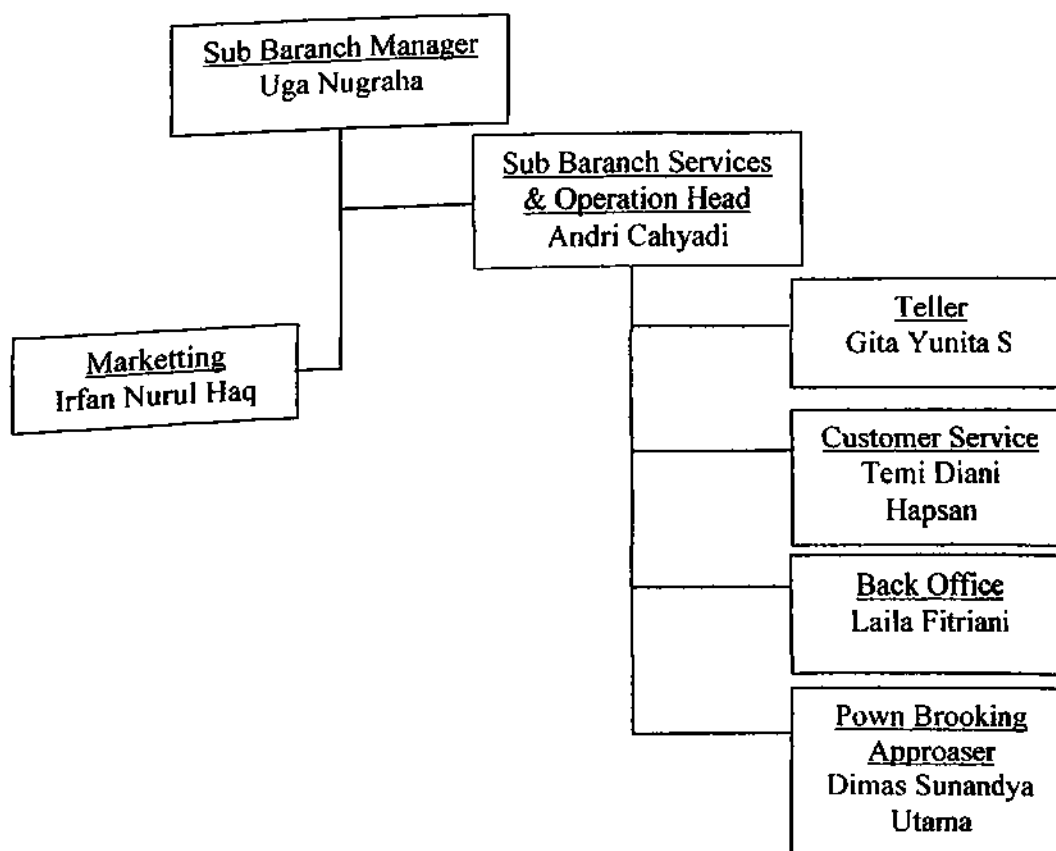 Sub Baranch Manager
Uga Nugraha
Sub Baranch Services
& Operation Head
Andri Cahyadi
Marketting
Irfan Nurul Haq
Teller
Gita Yunita S
Customer Service
Temi Diani
Hapsan
Back Office
Laila Fitriani
Pown Brooking
Approaser
Dimas Sunandya
Utama